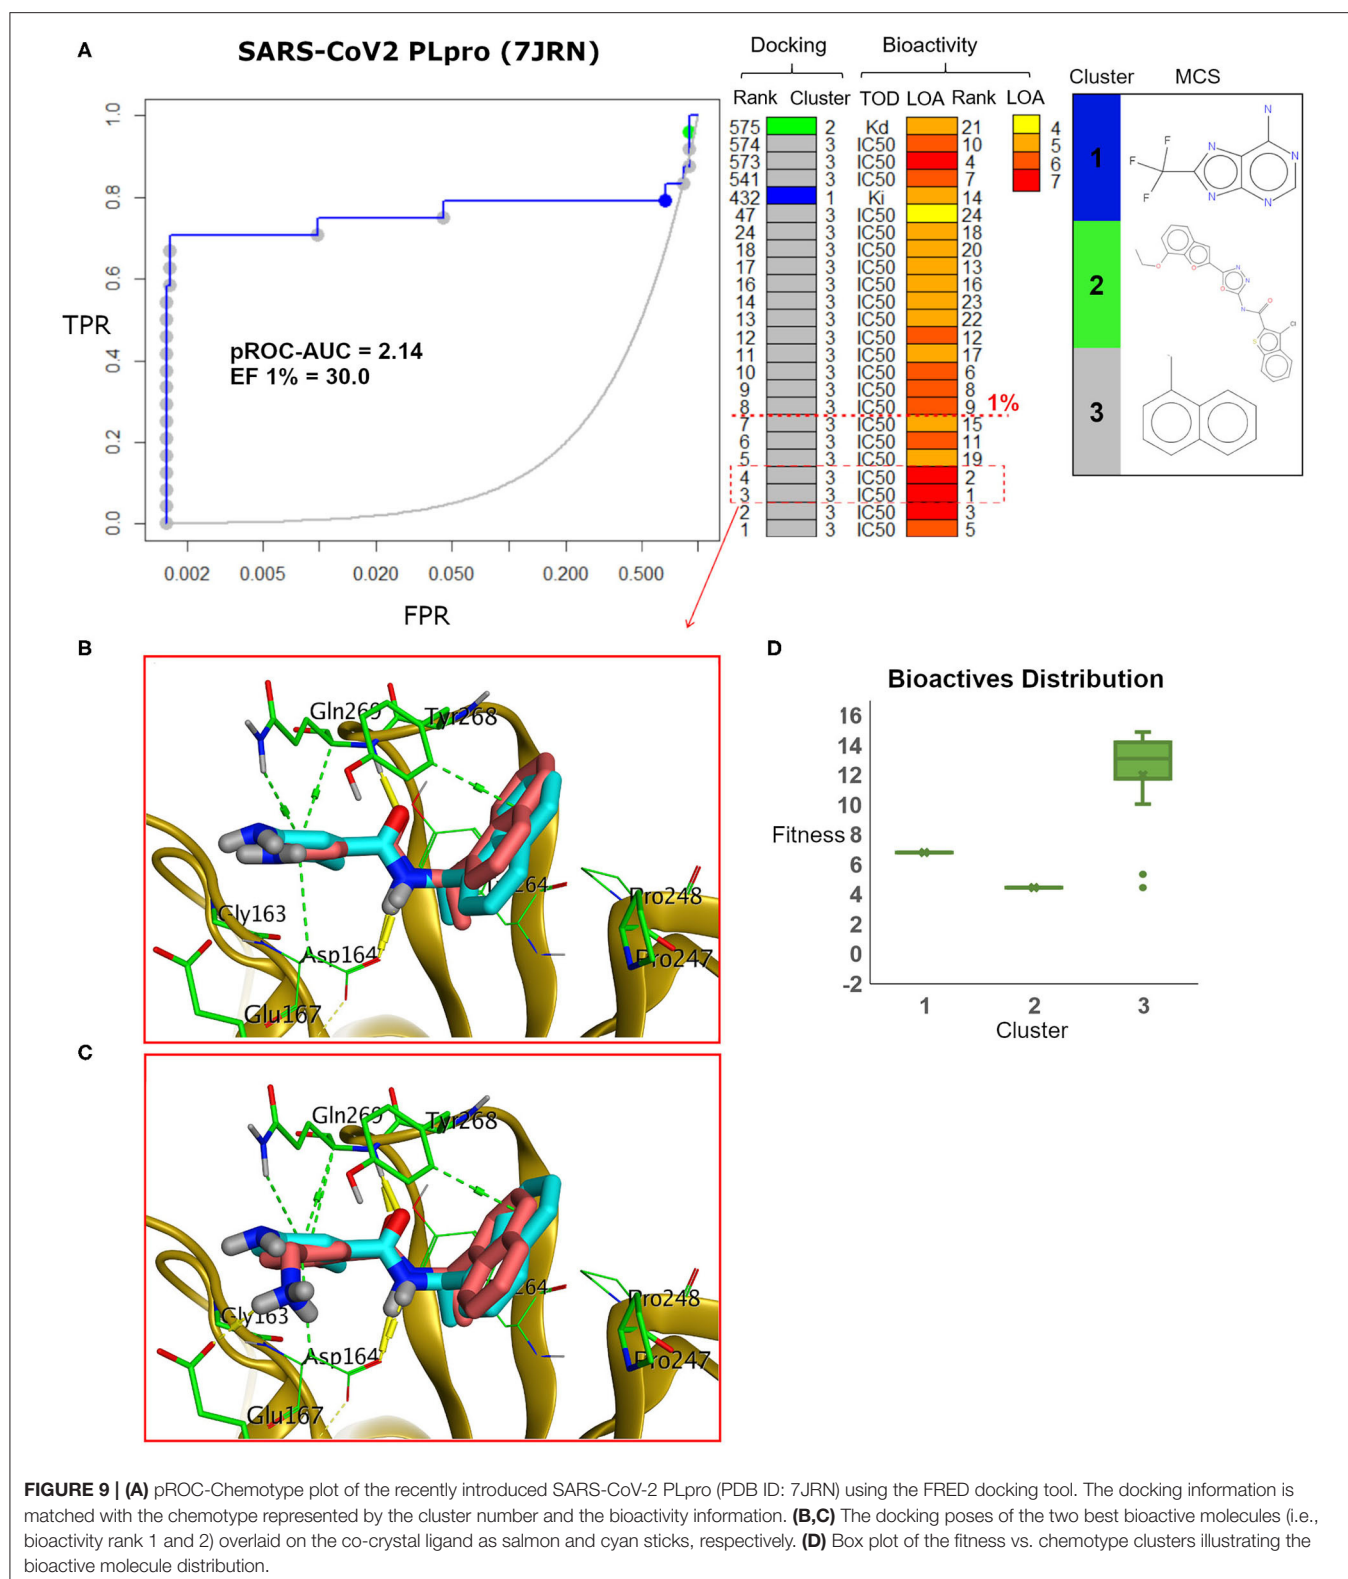 A
SARS-CoV2 PLpro (7JRN)
Docking Bioactivity
Rank Cluster TOD LOA Rank LOA
Cluster MCS
575 2 Kd 21
574 3 IC50 10
573 3 IC50 4
541 3 IC50 7
432 1 Ki 14
47 3 IC50 24
24 3 IC50 18
18 3 IC50 20
17 3 IC50 13
16 3 IC50 16
14 3 IC50 23
13 3 IC50 22
12 3 IC50 12
11 3 IC50 17
10 3 IC50 6
9 3 IC50 8
8 3 IC50 9
1%
7 3 IC50 15
6 3 IC50 11
5 3 IC50 19
4 3 IC50 2
3 3 IC50 1
2 3 IC50 3
1 3 IC50 5
4
5
6
7
1
N
F
F
F
N
N
N
N
2
O
O
N
N
O
N
O
S
Cl
3
1.0
0.8
0.6
0.4
0.2
0.0
TPR
pROC-AUC = 2.14
EF 1% = 30.0
0.002 0.005 0.020 0.050 0.200 0.500
FPR
B
Gln269
Tyr268
Gly163
Asp164
Glu167
Pro248
Pro247
C
Gln269
Tyr268
Gly163
Asp164
Glu167
Pro248
Pro247
D
Bioactives Distribution
16
14
12
10
8
6
4
2
0
-2
Fitness
1 2 3
Cluster
FIGURE 9 | (A) pROC-Chemotype plot of the recently introduced SARS-CoV-2 PLpro (PDB ID: 7JRN) using the FRED docking tool. The docking information is
matched with the chemotype represented by the cluster number and the bioactivity information. (B,C) The docking poses of the two best bioactive molecules (i.e.,
bioactivity rank 1 and 2) overlaid on the co-crystal ligand as salmon and cyan sticks, respectively. (D) Box plot of the fitness vs. chemotype clusters illustrating the
bioactive molecule distribution.